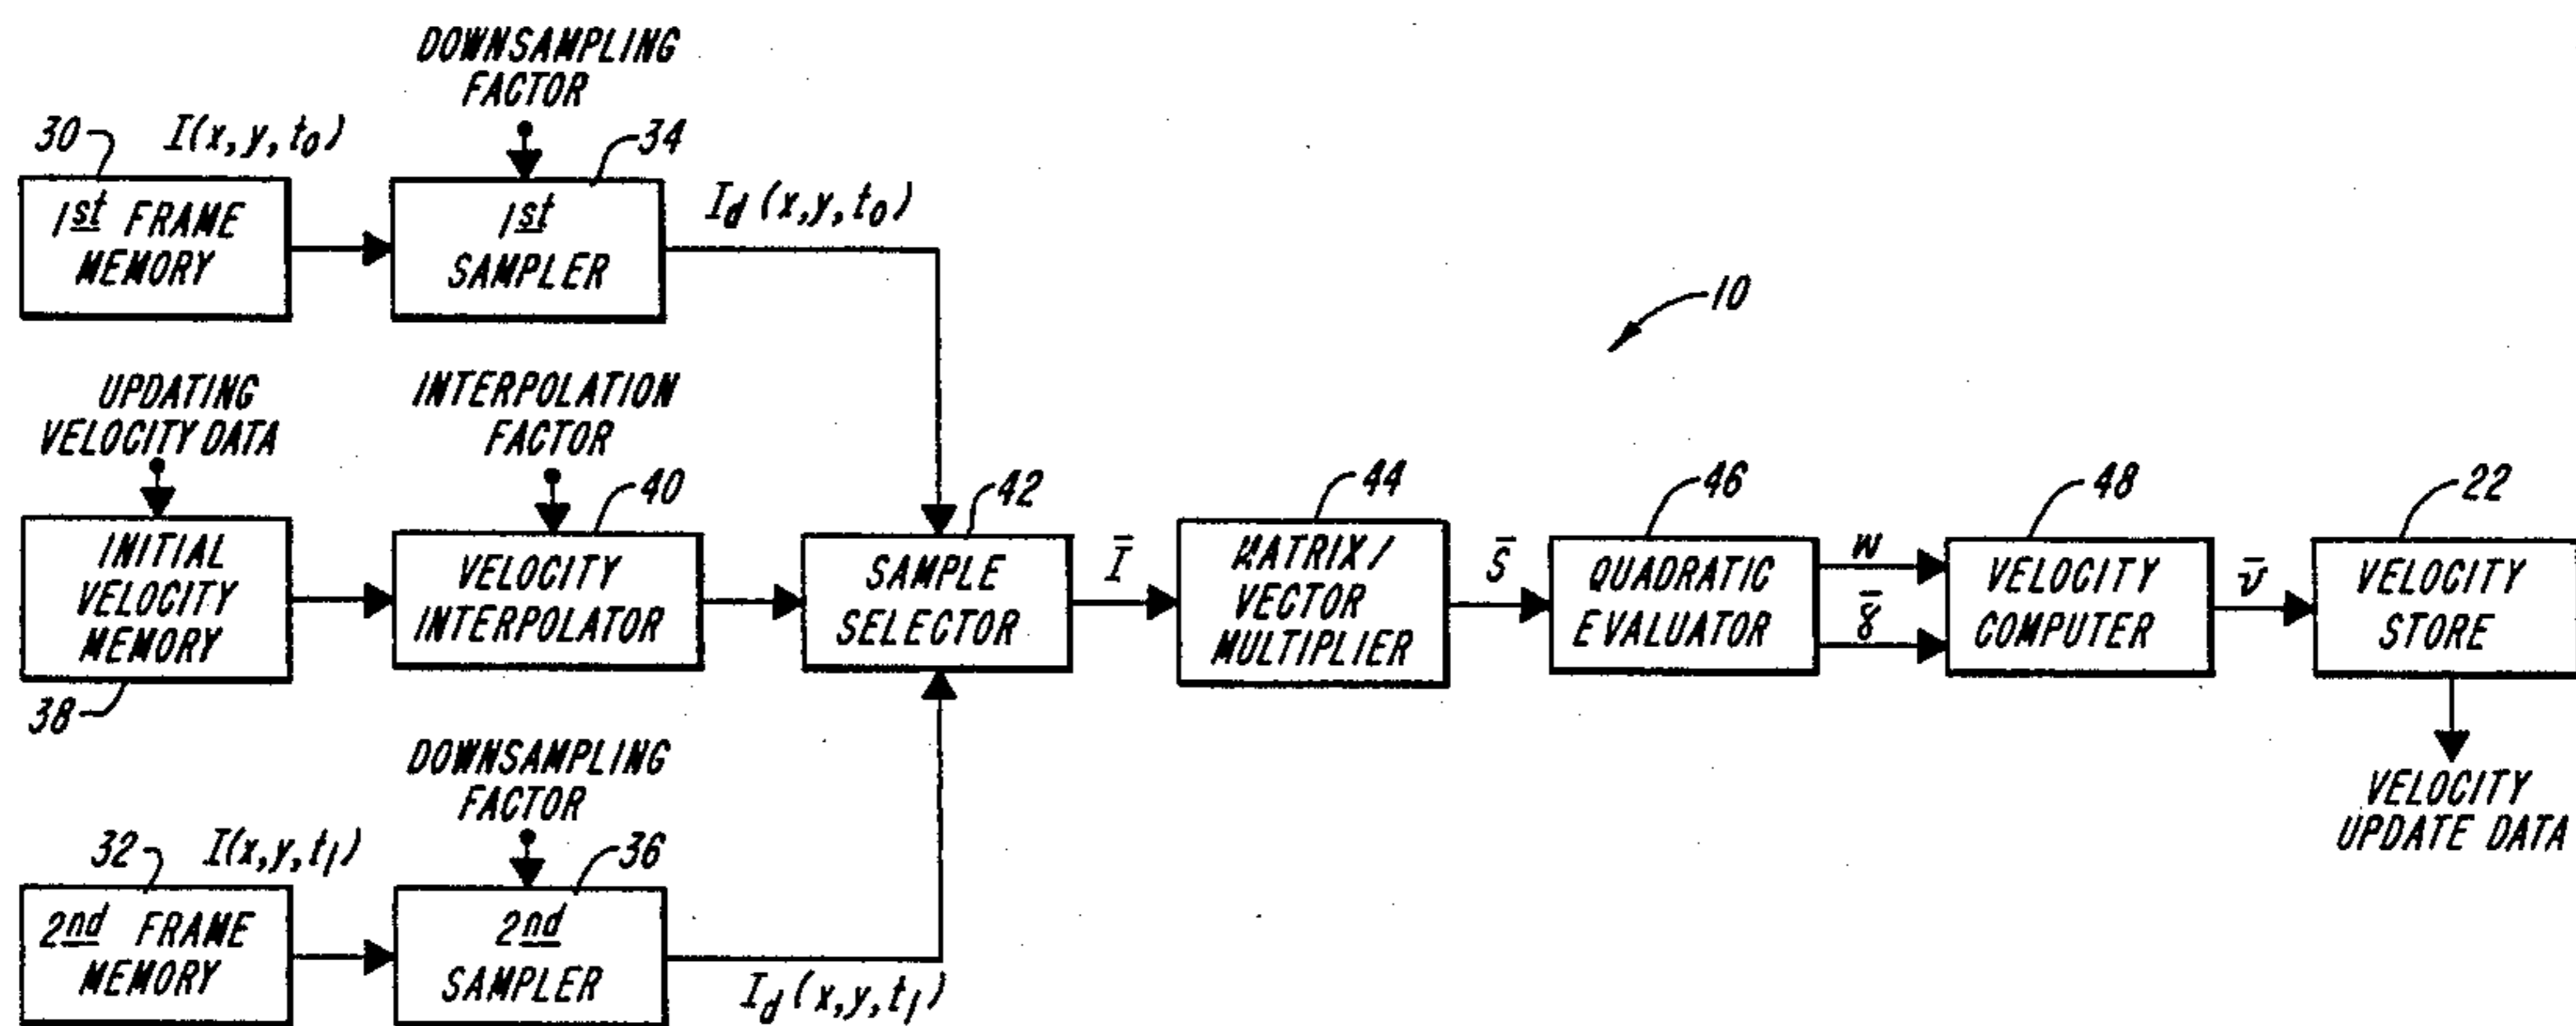 DOWNSAMPLING
FACTOR
30
I(x,y,t₀)
34
1st FRAME
MEMORY
1st
SAMPLER
I_d (x,y,t₀)
10
UPDATING
VELOCITY DATA
INTERPOLATION
FACTOR
40
42
44
46
48
22
INITIAL
VELOCITY
MEMORY
VELOCITY
INTERPOLATOR
SAMPLE
SELECTOR
Ī
MATRIX/
VECTOR
MULTIPLIER
S̄
QUADRATIC
EVALUATOR
W
γ̄
VELOCITY
COMPUTER
v̄
VELOCITY
STORE
38
DOWNSAMPLING
FACTOR
VELOCITY
UPDATE DATA
32
I(x,y,t₁)
36
2nd FRAME
MEMORY
2nd
SAMPLER
I_d (x,y,t₁)